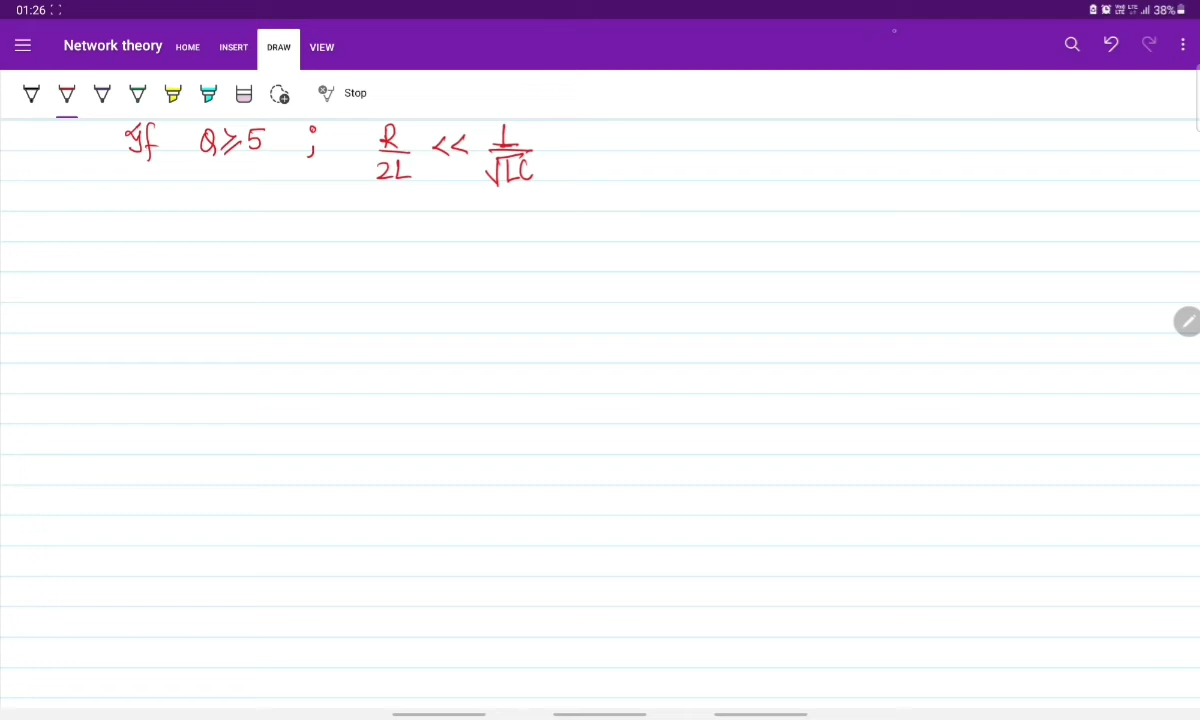 01:26 38%
Network theory HOME INSERT DRAW VIEW
Stop
If Q ≥ 5 ; R/2L << 1/√LC